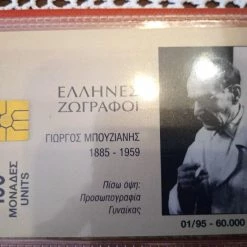 ΕΛΛΗΝΕΣ
ΖΩΓΡΑΦΟΙ
ΓΙΩΡΓΟΣ ΜΠΟΥΖΙΑΝΗΣ
1885 - 1959
Πίσω όψη:
Προσωπογραφία
Γυναίκας
ΜΟΝΑΔΕΣ
UNITS
01/95 - 60.000